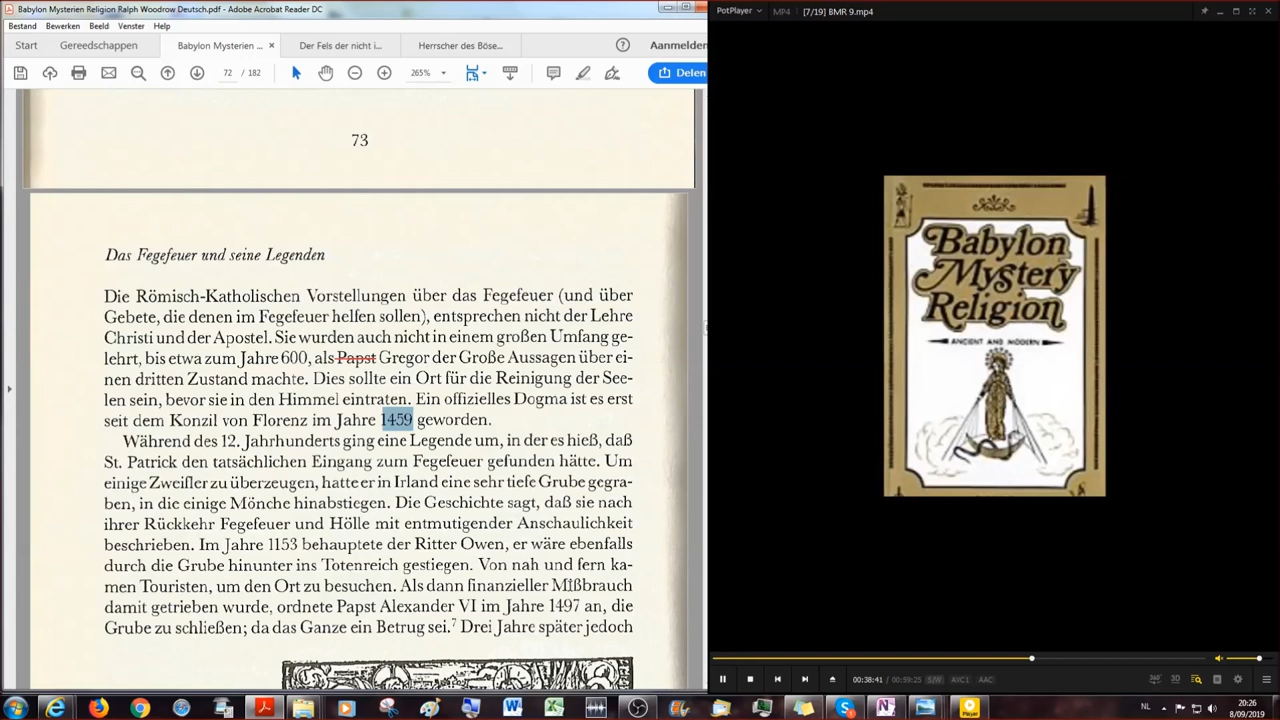 Babylon Mysterien Religion Ralph Woodrow Deutsch.pdf - Adobe Acrobat Reader DC
Bestand Bewerken Beeld Venster Help
Start Gereedschappen Babylon Mysterien ... × Der Fels der nicht i... Herrscher des Böse... Aanmelden
72 / 182 265% Delen
73
Das Fegefeuer und seine Legenden
Die Römisch-Katholischen Vorstellungen über das Fegefeuer (und über
Gebete, die denen im Fegefeuer helfen sollen), entsprechen nicht der Lehre
Christi und der Apostel. Sie wurden auch nicht in einem großen Umfang ge-
lehrt, bis etwa zum Jahre 600, als Papst Gregor der Große Aussagen über ei-
nen dritten Zustand machte. Dies sollte ein Ort für die Reinigung der See-
len sein, bevor sie in den Himmel eintraten. Ein offizielles Dogma ist es erst
seit dem Konzil von Florenz im Jahre 1459 geworden.
Während des 12. Jahrhunderts ging eine Legende um, in der es hieß, daß
St. Patrick den tatsächlichen Eingang zum Fegefeuer gefunden hätte. Um
einige Zweifler zu überzeugen, hatte er in Irland eine sehr tiefe Grube gegra-
ben, in die einige Mönche hinabstiegen. Die Geschichte sagt, daß sie nach
ihrer Rückkehr Fegefeuer und Hölle mit entmutigender Anschaulichkeit
beschrieben. Im Jahre 1153 behauptete der Ritter Owen, er wäre ebenfalls
durch die Grube hinunter ins Totenreich gestiegen. Von nah und fern ka-
men Touristen, um den Ort zu besuchen. Als dann finanzieller Mißbrauch
damit getrieben wurde, ordnete Papst Alexander VI im Jahre 1497 an, die
Grube zu schließen; da das Ganze ein Betrug sei.7 Drei Jahre später jedoch
PotPlayer MP4 [7/19] BMR 9.mp4
Babylon
Mystery
Religion
ANCIENT AND MODERN
00:38:41 / 00:59:25 S/W AVC1 AAC
360° 3D
NL 20:26
8/09/2019